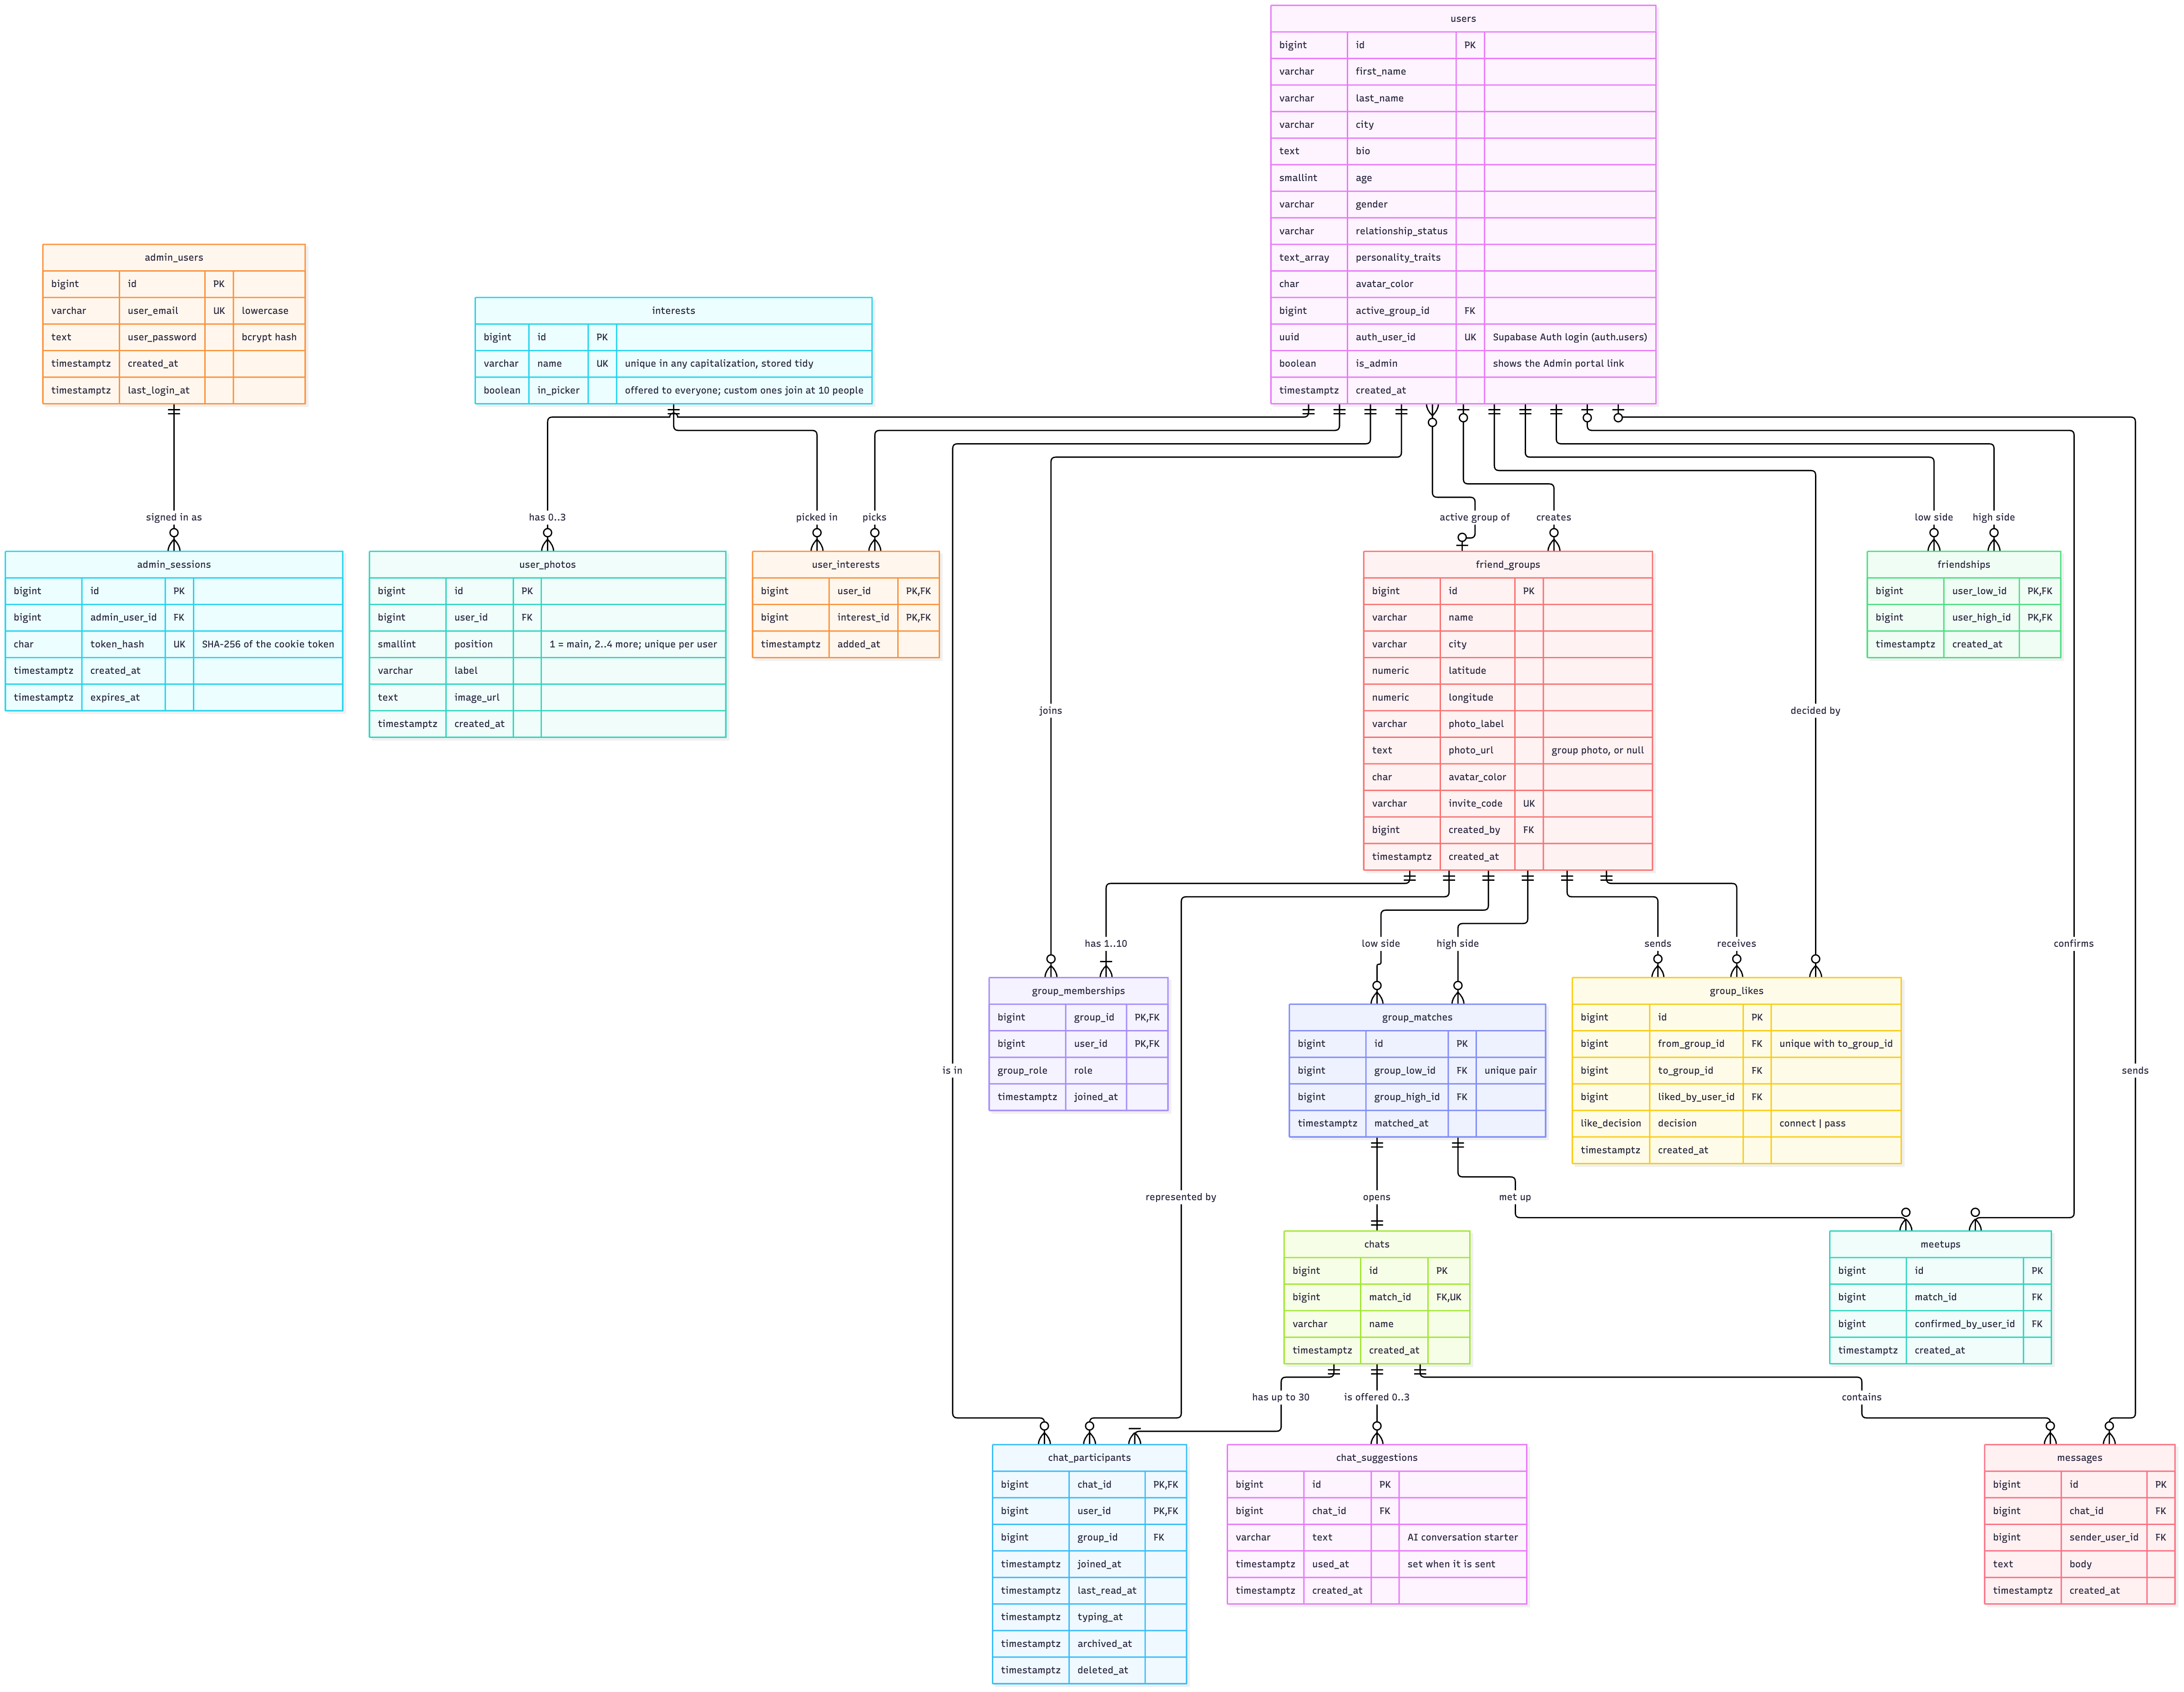 users
bigint id PK
varchar first_name
varchar last_name
varchar city
text bio
smallint age
varchar gender
varchar relationship_status
text_array personality_traits
char avatar_color
bigint active_group_id FK
uuid auth_user_id UK Supabase Auth login (auth.users)
boolean is_admin shows the Admin portal link
timestamptz created_at
admin_users
bigint id PK
varchar user_email UK lowercase
text user_password bcrypt hash
timestamptz created_at
timestamptz last_login_at
interests
bigint id PK
varchar name UK unique in any capitalization, stored tidy
boolean in_picker offered to everyone; custom ones join at 10 people
signed in as
has 0..3
picked in
picks
active group of
creates
low side
high side
admin_sessions
bigint id PK
bigint admin_user_id FK
char token_hash UK SHA-256 of the cookie token
timestamptz created_at
timestamptz expires_at
user_photos
bigint id PK
bigint user_id FK
smallint position 1 = main, 2..4 more; unique per user
varchar label
text image_url
timestamptz created_at
user_interests
bigint user_id PK,FK
bigint interest_id PK,FK
timestamptz added_at
friend_groups
bigint id PK
varchar name
varchar city
numeric latitude
numeric longitude
varchar photo_label
text photo_url group photo, or null
char avatar_color
varchar invite_code UK
bigint created_by FK
timestamptz created_at
friendships
bigint user_low_id PK,FK
bigint user_high_id PK,FK
timestamptz created_at
joins
decided by
has 1..10
low side
high side
sends
receives
confirms
group_memberships
bigint group_id PK,FK
bigint user_id PK,FK
group_role role
timestamptz joined_at
group_matches
bigint id PK
bigint group_low_id FK unique pair
bigint group_high_id FK
timestamptz matched_at
group_likes
bigint id PK
bigint from_group_id FK unique with to_group_id
bigint to_group_id FK
bigint liked_by_user_id FK
like_decision decision connect | pass
timestamptz created_at
is in
sends
represented by
opens
met up
chats
bigint id PK
bigint match_id FK,UK
varchar name
timestamptz created_at
meetups
bigint id PK
bigint match_id FK
bigint confirmed_by_user_id FK
timestamptz created_at
has up to 30
is offered 0..3
contains
chat_participants
bigint chat_id PK,FK
bigint user_id PK,FK
bigint group_id FK
timestamptz joined_at
timestamptz last_read_at
timestamptz typing_at
timestamptz archived_at
timestamptz deleted_at
chat_suggestions
bigint id PK
bigint chat_id FK
varchar text AI conversation starter
timestamptz used_at set when it is sent
timestamptz created_at
messages
bigint id PK
bigint chat_id FK
bigint sender_user_id FK
text body
timestamptz created_at